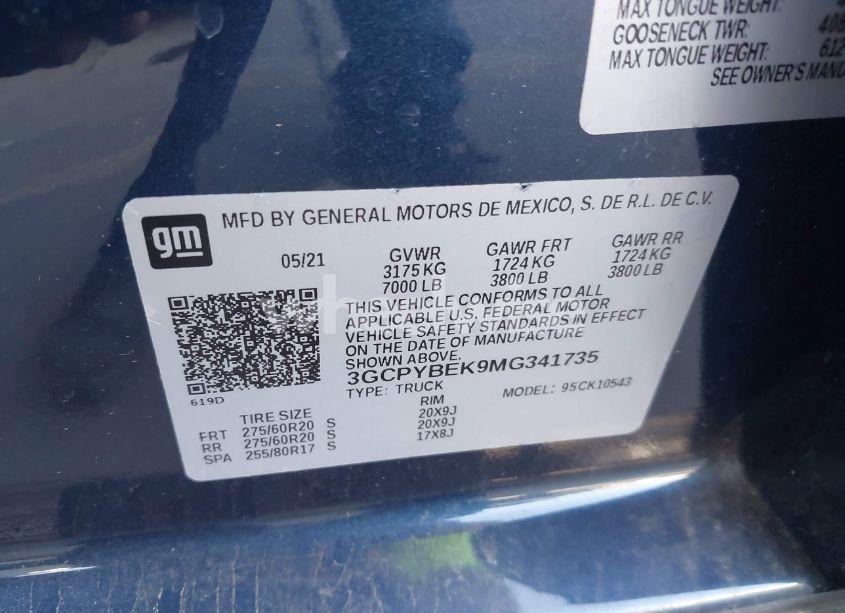 MAX TONGUE WEIGHT:
GOOSENECK TWR:
MAX TONGUE WEIGHT: 612
SEE OWNER'S MANU
gm
MFD BY GENERAL MOTORS DE MEXICO, S. DE R.L. DE C.V.
05/21 GVWR GAWR FRT GAWR RR
3175 KG 1724 KG 1724 KG
7000 LB 3800 LB 3800 LB
THIS VEHICLE CONFORMS TO ALL
APPLICABLE U.S. FEDERAL MOTOR
VEHICLE SAFETY STANDARDS IN EFFECT
ON THE DATE OF MANUFACTURE
SHOWN ABOVE.
3GCPYBEK9MG341735
TYPE: TRUCK MODEL: 95CK10543
619D
TIRE SIZE RIM
FRT 275/60R20 S 20X9J
RR 275/60R20 S 20X9J
SPA 255/80R17 S 17X8J